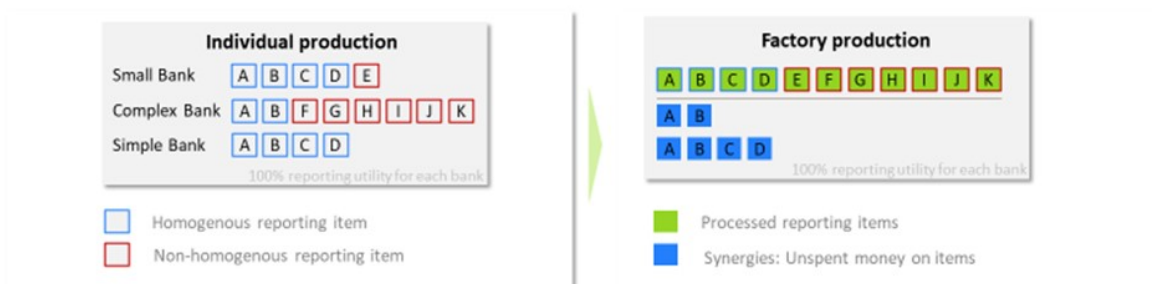 Individual production
Small Bank A B C D E
Complex Bank A B F G H I J K
Simple Bank A B C D
100% reporting utility for each bank
Homogenous reporting item
Non-homogenous reporting item
Factory production
A B C D E F G H I J K
A B
A B C D
100% reporting utility for each bank
Processed reporting items
Synergies: Unspent money on items